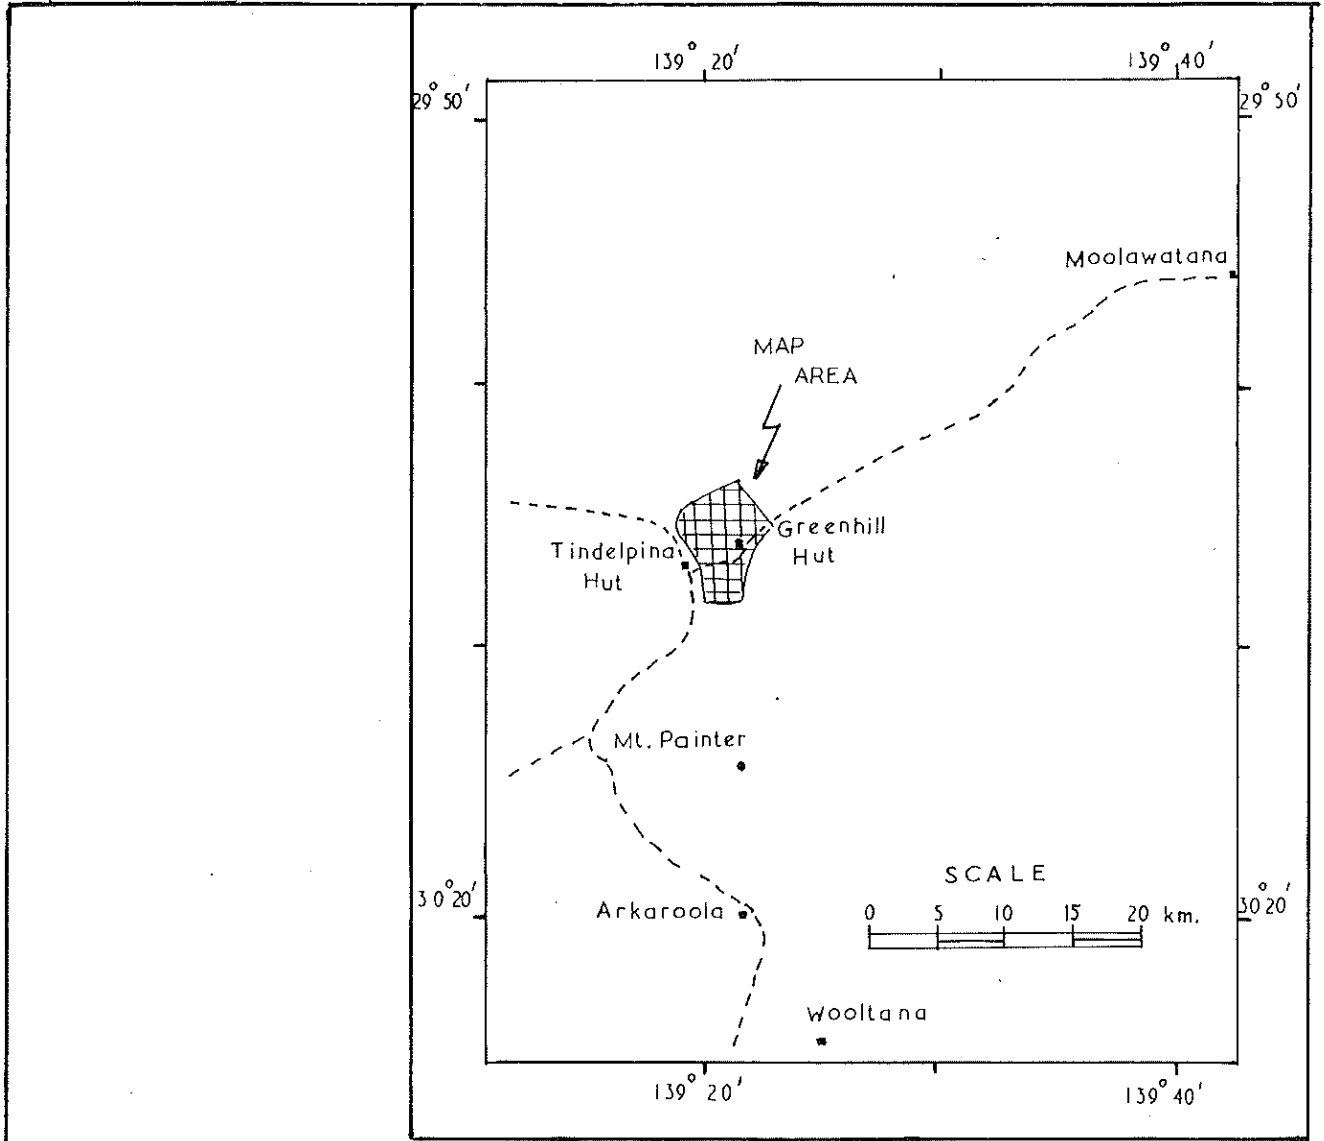 139° 20′
139° 40′
29° 50′
29° 50′
Moolawatana
MAP
AREA
Greenhill
Hut
Tindelpina
Hut
Mt. Painter
SCALE
30° 20′
30° 20′
Arkaroola
0 5 10 15 20 km.
Wooltana
139° 20′
139° 40′